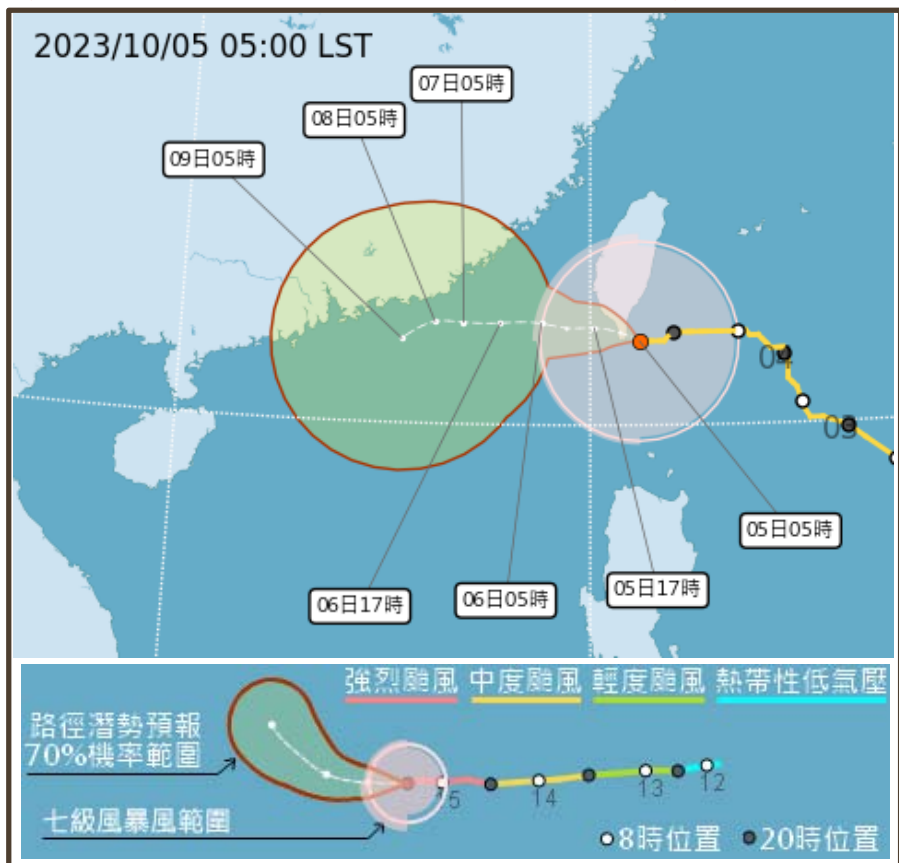 2023/10/05 05:00 LST
07日05時
08日05時
09日05時
04
03
05日05時
05日17時
06日05時
06日17時
強烈颱風 中度颱風 輕度颱風 熱帶性低氣壓
路徑潛勢預報
70%機率範圍
15 14 13 12
七級風暴風範圍
8時位置 20時位置